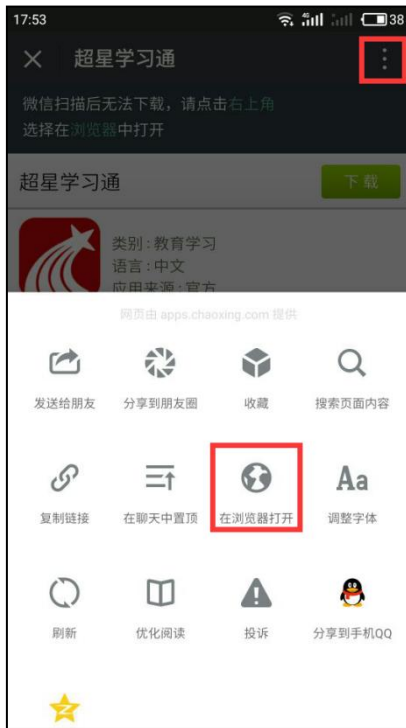 17:53
4G
38
超星学习通
微信扫描后无法下载，请点击右上角
选择在浏览器中打开
超星学习通
下载
类别：教育学习
语言：中文
应用来源：官方
网页由 apps.chaoxing.com 提供
发送给朋友
分享到朋友圈
收藏
搜索页面内容
复制链接
在聊天中置顶
在浏览器打开
Aa
调整字体
刷新
优化阅读
投诉
分享到手机QQ